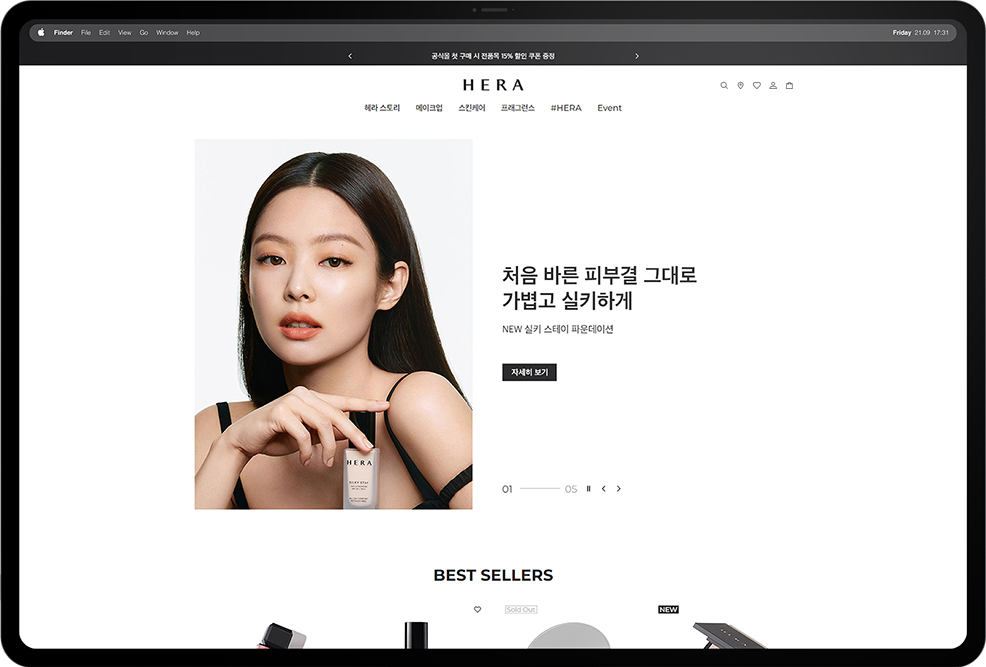 Finder File Edit View Go Window Help
Friday 21.09 17:31
공식몰 첫 구매 시 전품목 15% 할인 쿠폰 증정
HERA
헤라 스토리 메이크업 스킨케어 프래그런스 #HERA Event
처음 바른 피부결 그대로
가볍고 실키하게
NEW 실키 스테이 파운데이션
자세히 보기
HERA
SILKY STAY
01 05
BEST SELLERS
Sold Out
NEW